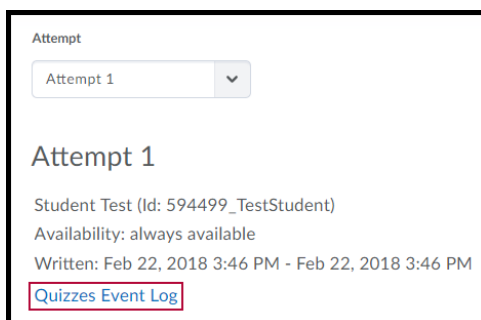 Attempt
Attempt 1
Attempt 1
Student Test (Id: 594499_TestStudent)
Availability: always available
Written: Feb 22, 2018 3:46 PM - Feb 22, 2018 3:46 PM
Quizzes Event Log